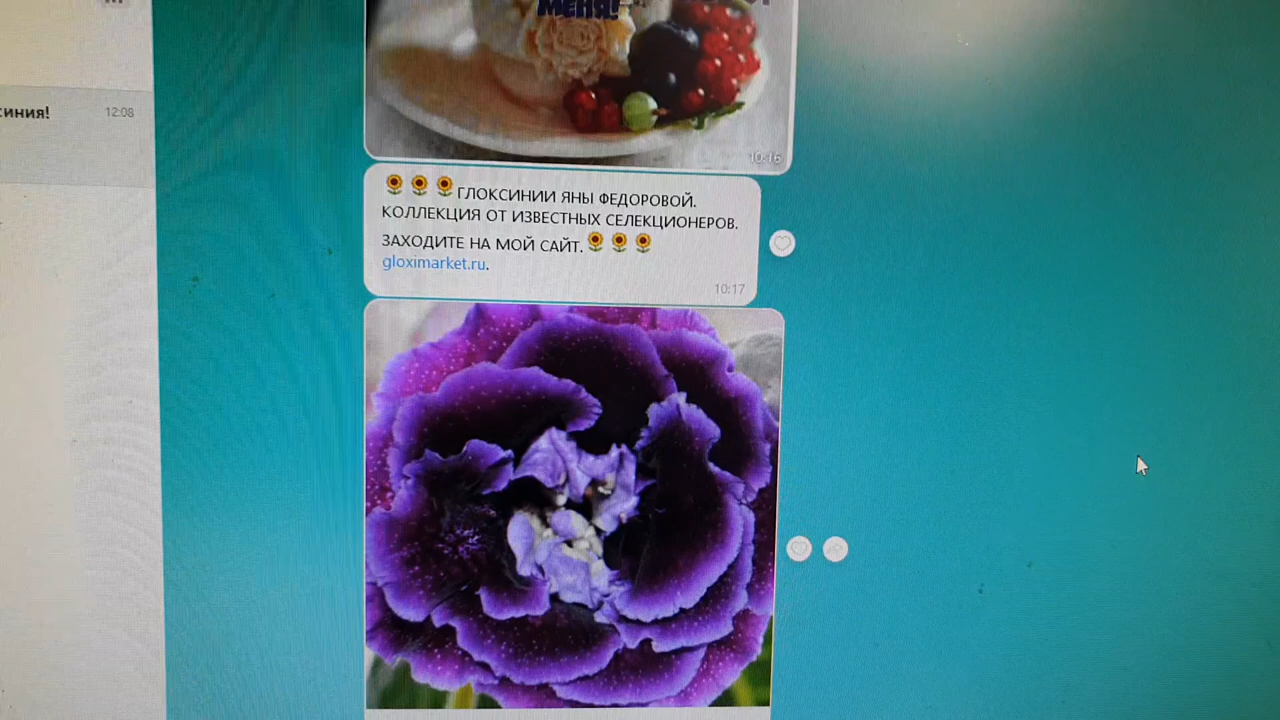 МЕНЯ!
синия!
12:08
10:16
ГЛОКСИНИИ ЯНЫ ФЕДОРОВОЙ.
КОЛЛЕКЦИЯ ОТ ИЗВЕСТНЫХ СЕЛЕКЦИОНЕРОВ.
ЗАХОДИТЕ НА МОЙ САЙТ.
gloximarket.ru.
10:17